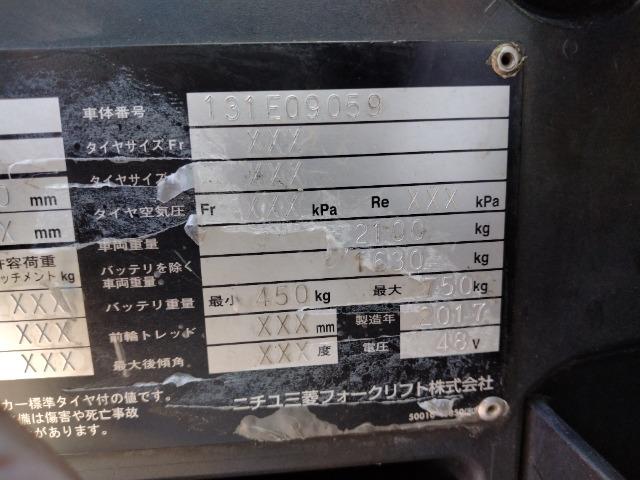 車体番号 131E09059
タイヤサイズ Fr XXX
タイヤサイズ XXX
0 mm タイヤ空気圧 Fr XXX kPa Re XXX kPa
X mm 車両重量 2100 kg
許容荷重 バッテリを除く 1630 kg
ッチメント kg 車両重量
XXX バッテリ重量 最小 450 kg 最大 750 kg
XXX 前輪トレッド XXX mm 製造年 2017
XXX 最大後傾角 XXX 度 電圧 48 V
カー標準タイヤ付の値です。 ニチユ三菱フォークリフト株式会社
備は傷害や死亡事故
があります。